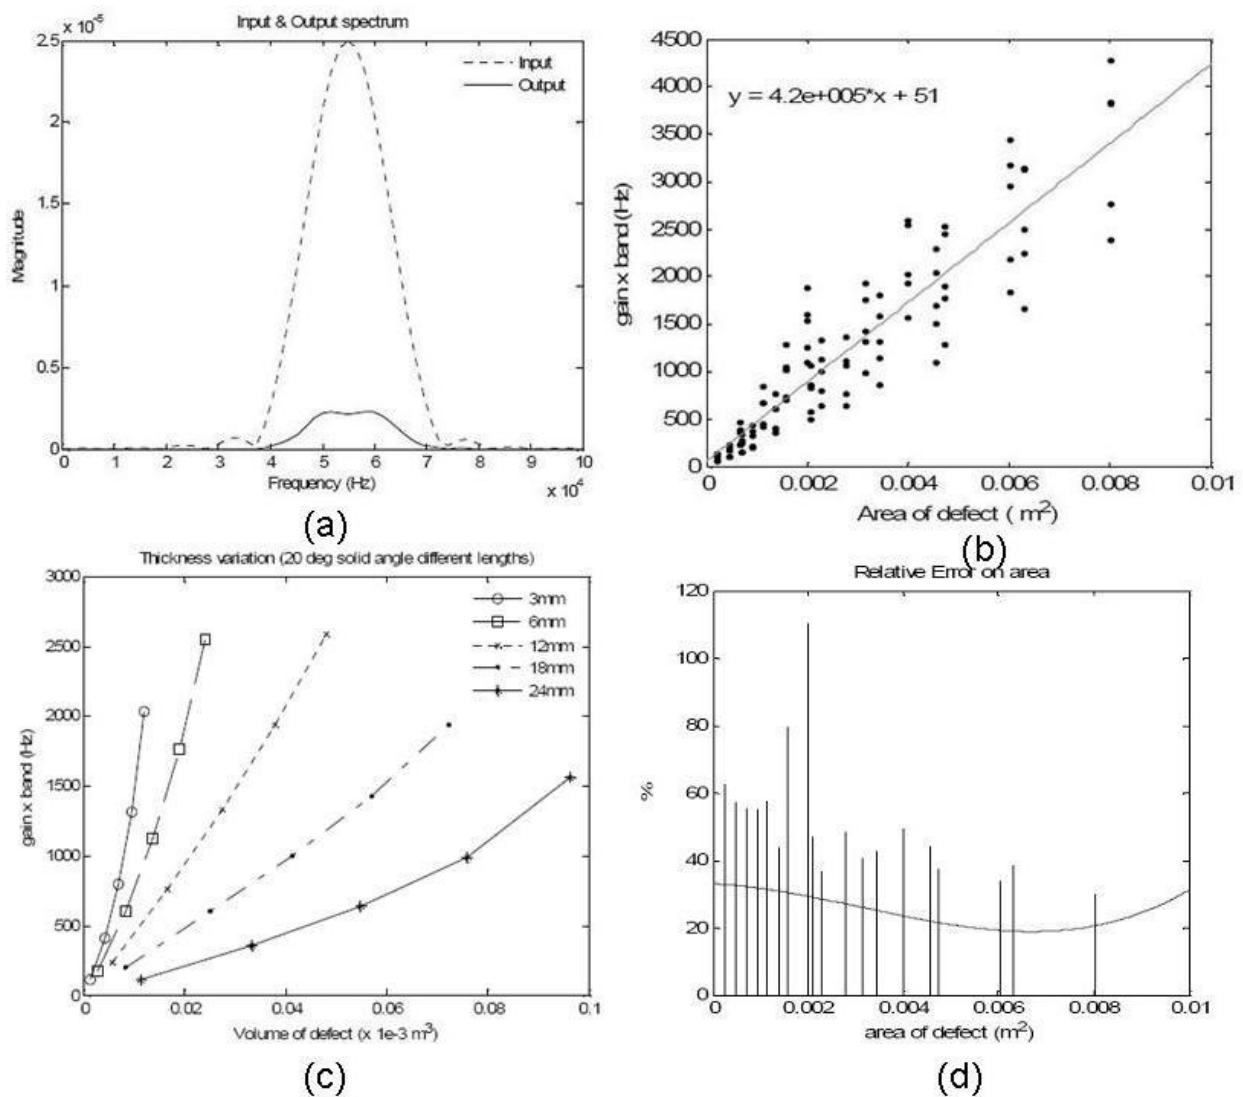 Input & Output spectrum
x 10^-5
2.5
2
1.5
1
0.5
0
Magnitude
Input
Output
0 1 2 3 4 5 6 7 8 9 10
Frequency (Hz)
x 10^4
(a)
4500
4000
3500
3000
2500
2000
1500
1000
500
0
gain x band (Hz)
y = 4.2e+005*x + 51
0 0.002 0.004 0.006 0.008 0.01
Area of defect ( m²)
(b)
Thickness variation (20 deg solid angle different lengths)
3000
2500
2000
1500
1000
500
0
gain x band (Hz)
3mm
6mm
12mm
18mm
24mm
0 0.02 0.04 0.06 0.08 0.1
Volume of defect (x 1e-3 m³)
(c)
Relative Error on area
120
100
80
60
40
20
0
%
0 0.002 0.004 0.006 0.008 0.01
area of defect (m²)
(d)